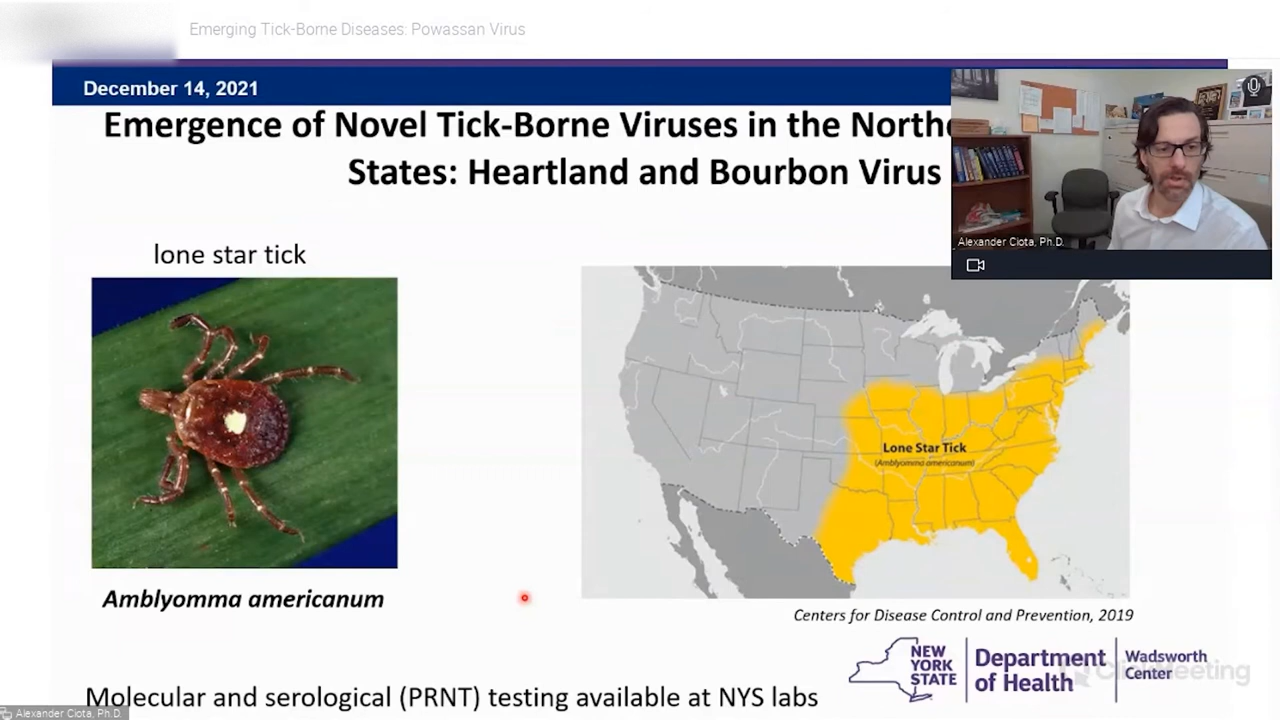 Emerging Tick-Borne Diseases: Powassan Virus
December 14, 2021
Emergence of Novel Tick-Borne Viruses in the
States: Heartland and Bourbon Virus
Alexander Ciota, Ph.D.
lone star tick
Lone Star Tick
(Amblyomma americanum)
Amblyomma americanum
Centers for Disease Control and Prevention, 2019
NEW
YORK
STATE
Department
of Health
Wadsworth
Center
ClickMeeting
Molecular and serological (PRNT) testing available at NYS labs
Alexander Ciota, Ph.D.